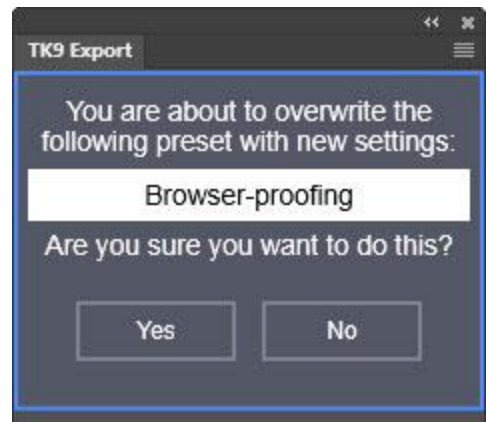 TK9 Export
You are about to overwrite the
following preset with new settings:
Browser-proofing
Are you sure you want to do this?
Yes No